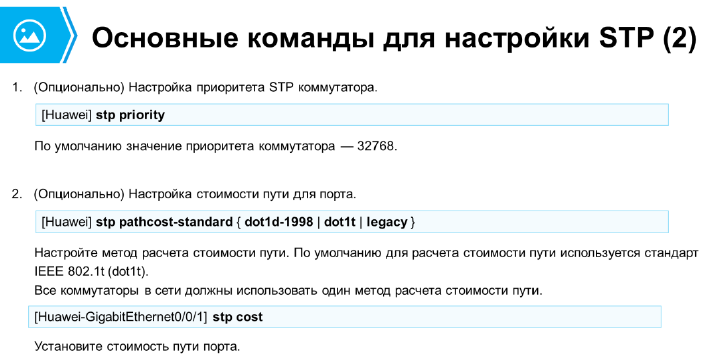 Основные команды для настройки STP (2)
1. (Опционально) Настройка приоритета STP коммутатора.
[Huawei] stp priority
По умолчанию значение приоритета коммутатора — 32768.
2. (Опционально) Настройка стоимости пути для порта.
[Huawei] stp pathcost-standard { dot1d-1998 | dot1t | legacy }
Настройте метод расчета стоимости пути. По умолчанию для расчета стоимости пути используется стандарт
IEEE 802.1t (dot1t).
Все коммутаторы в сети должны использовать один метод расчета стоимости пути.
[Huawei-GigabitEthernet0/0/1] stp cost
Установите стоимость пути порта.